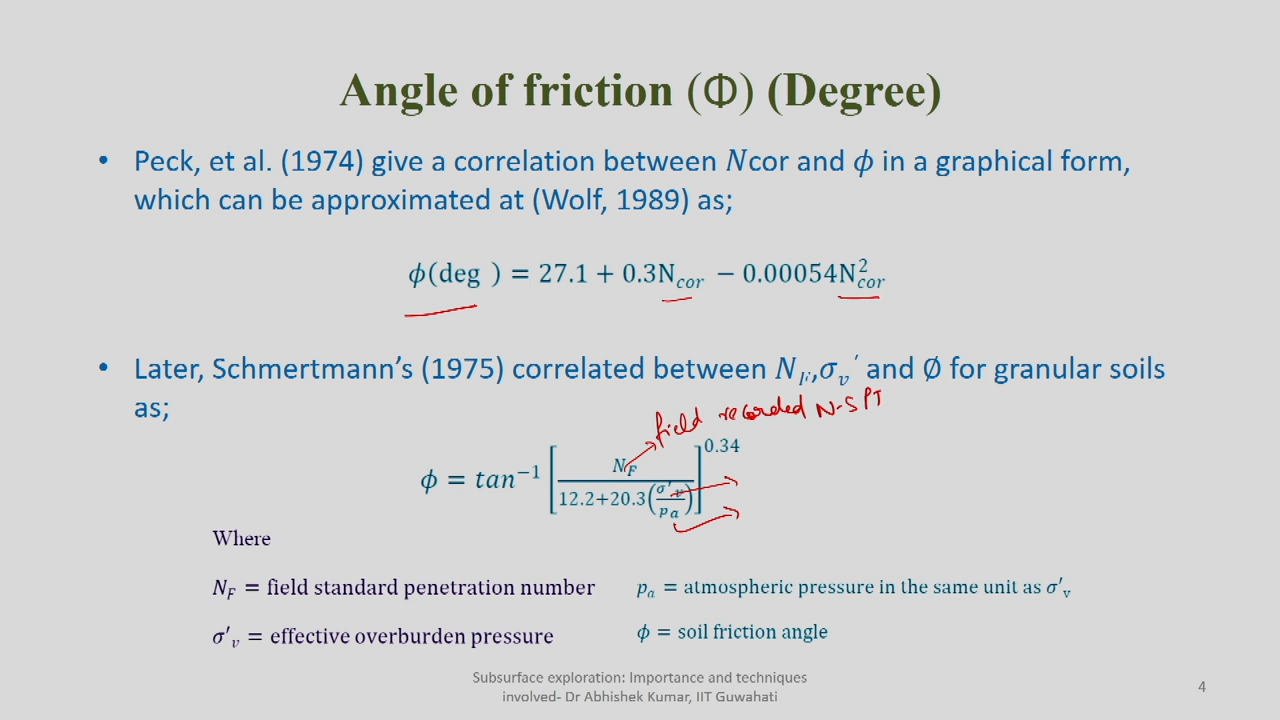 Angle of friction (Φ) (Degree)
• Peck, et al. (1974) give a correlation between Ncor and ϕ in a graphical form,
which can be approximated at (Wolf, 1989) as;
ϕ(deg ) = 27.1 + 0.3N_cor − 0.00054N²_cor
• Later, Schmertmann’s (1975) correlated between N_F,σ_v′ and Ø for granular soils
as;
field recorded N-SPT
ϕ = tan⁻¹ [N_F / (12.2+20.3(σ′_v / p_a))]^0.34
Where
N_F = field standard penetration number
p_a = atmospheric pressure in the same unit as σ′_v
σ′_v = effective overburden pressure
ϕ = soil friction angle
Subsurface exploration: Importance and techniques
involved- Dr Abhishek Kumar, IIT Guwahati
4